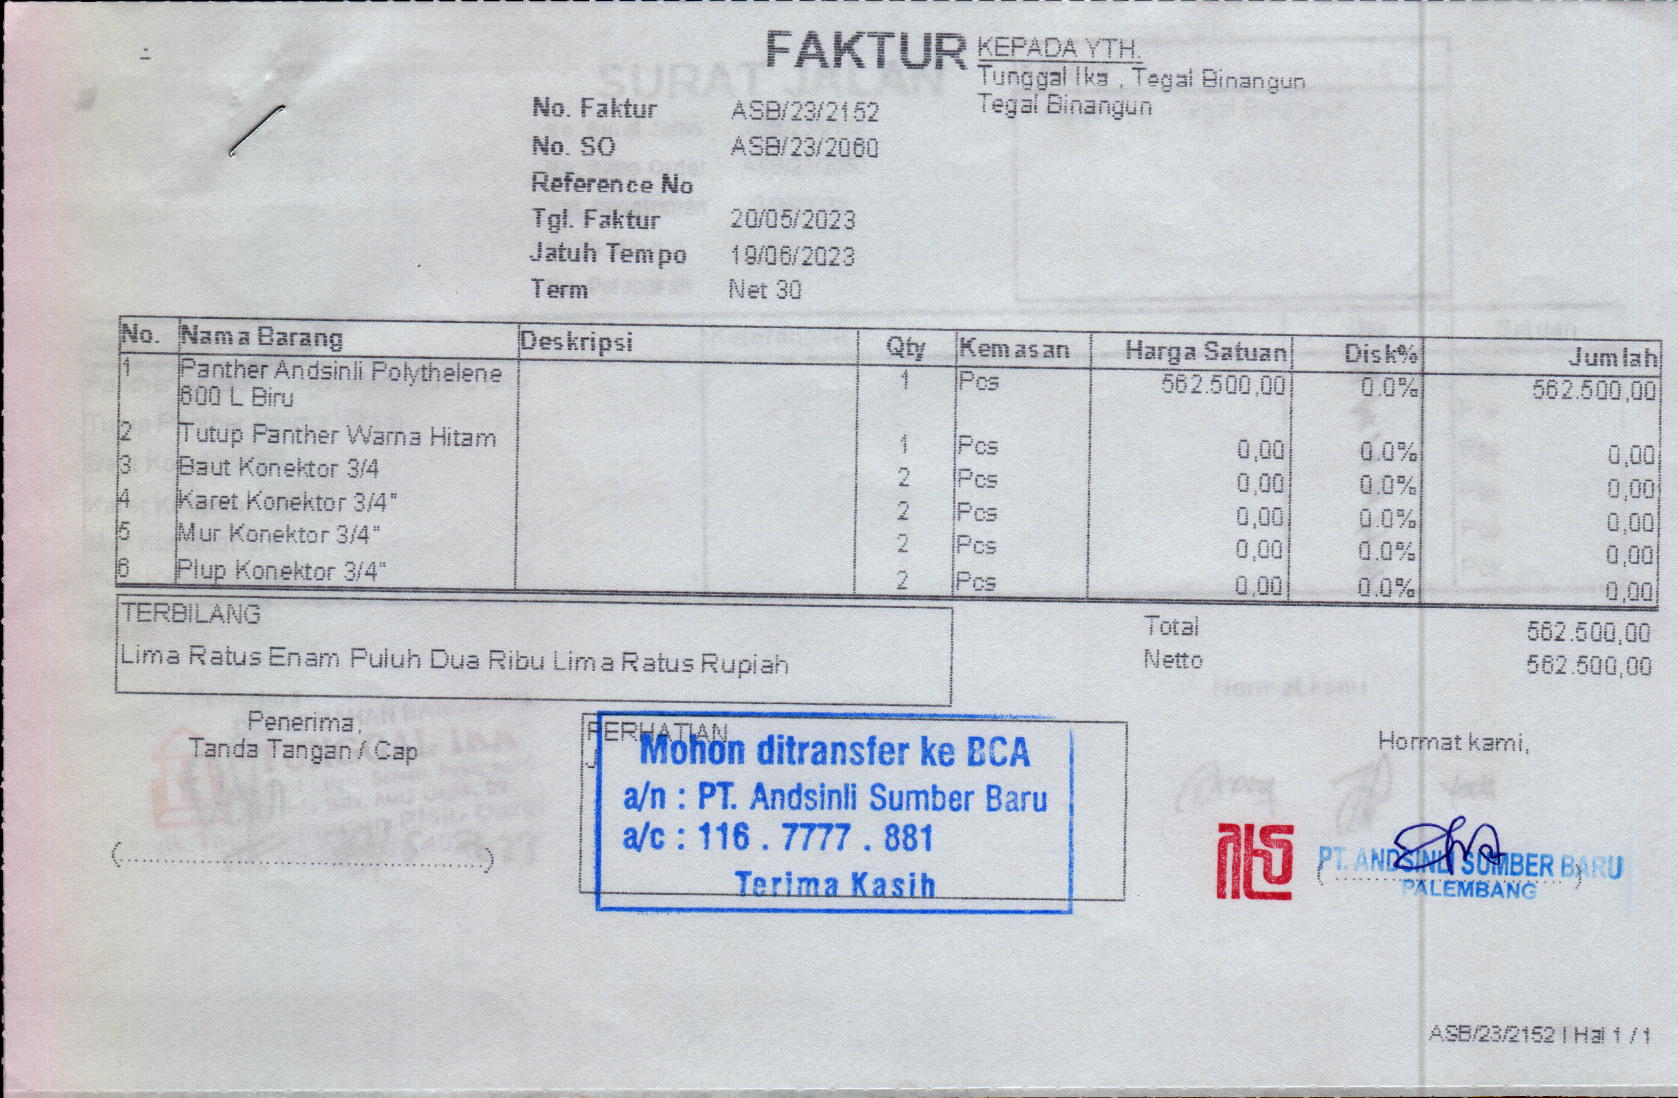 FAKTUR
KEPADA YTH.
Tunggal Ika , Tegal Binangun
Tegal Binangun
No. Faktur ASB/23/2152
No. SO ASB/23/2060
Reference No
Tgl. Faktur 20/05/2023
Jatuh Tempo 19/06/2023
Term Net 30
No. Nama Barang Deskripsi Qty Kemasan Harga Satuan Disk% Jumlah
1 Panther Andsinli Polythelene 1 Pcs 562.500,00 0.0% 562.500,00
600 L Biru
2 Tutup Panther Warna Hitam 1 Pcs 0,00 0.0% 0,00
3 Baut Konektor 3/4 2 Pcs 0,00 0.0% 0,00
4 Karet Konektor 3/4" 2 Pcs 0,00 0.0% 0,00
5 Mur Konektor 3/4" 2 Pcs 0,00 0.0% 0,00
6 Plup Konektor 3/4" 2 Pcs 0,00 0.0% 0,00
TERBILANG
Lima Ratus Enam Puluh Dua Ribu Lima Ratus Rupiah
Total 562.500,00
Netto 562.500,00
Penerima,
Tanda Tangan / Cap
PERHATIAN
Mohon ditransfer ke BCA
a/n : PT. Andsinli Sumber Baru
a/c : 116 . 7777 . 881
Terima Kasih
Hormat kami,
PT. ANDSINLI SUMBER BARU
PALEMBANG
ASB/23/2152 | Hal 1 / 1
SURAT JALAN